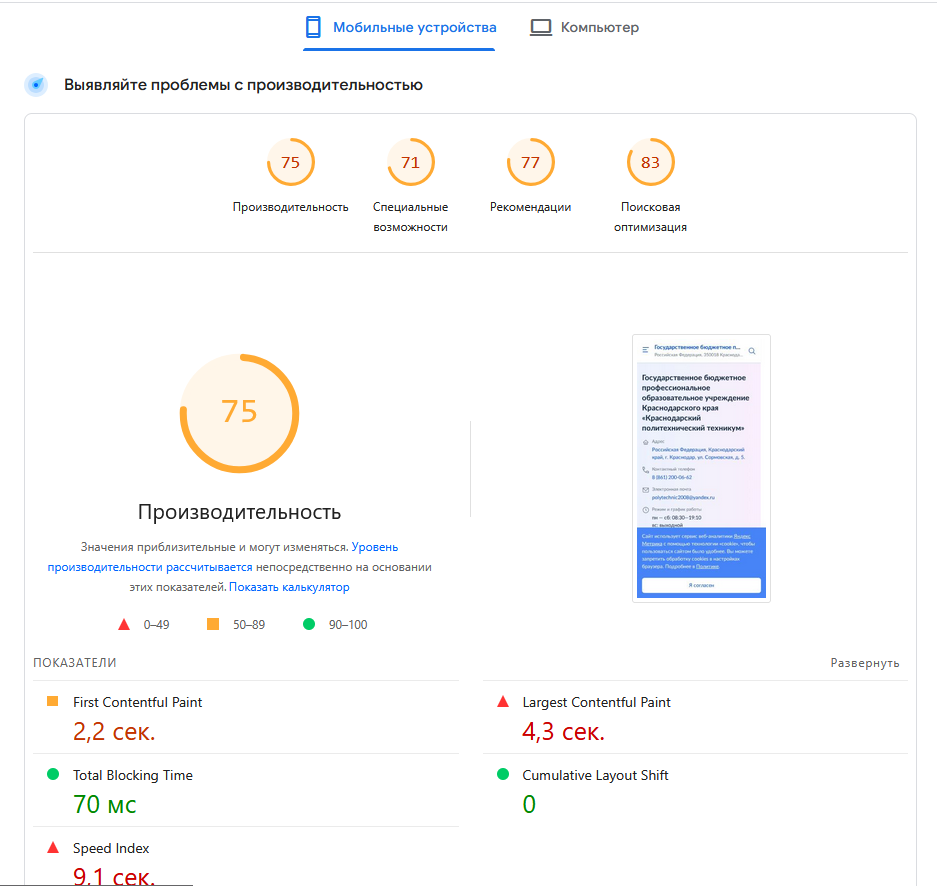 Мобильные устройства
Компьютер
Выявляйте проблемы с производительностью
75
71
77
83
Производительность
Специальные
возможности
Рекомендации
Поисковая
оптимизация
75
Производительность
Значения приблизительные и могут изменяться. Уровень
производительности рассчитывается непосредственно на основании
этих показателей. Показать калькулятор
0–49
50–89
90–100
Государственное бюджетное п...
Российская Федерация, 350018 Краснода...
Государственное бюджетное
профессиональное
образовательное учреждение
Краснодарского края
«Краснодарский
политехнический техникум»
Адрес
Российская Федерация, Краснодарский
край, г. Краснодар, ул. Сормовская, д. 5.
Контактный телефон
8 (861) 200-06-62
Электронная почта
polytechnic2008@yandex.ru
Режим и график работы
пн — сб: 08:30 –19:10
вс: выходной
Сайт использует сервис веб-аналитики Яндекс
Метрика с помощью технологии «cookie», чтобы
пользоваться сайтом было удобнее. Вы можете
запретить обработку cookies в настройках
браузера. Подробнее в Политике
Я согласен
ПОКАЗАТЕЛИ
Развернуть
First Contentful Paint
2,2 сек.
Largest Contentful Paint
4,3 сек.
Total Blocking Time
70 мс
Cumulative Layout Shift
0
Speed Index
9,1 сек.